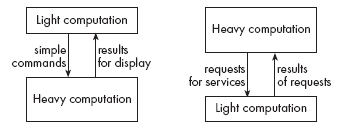 Light computation
simple
commands
results
for display
Heavy computation
Heavy computation
requests
for services
results
of requests
Light computation